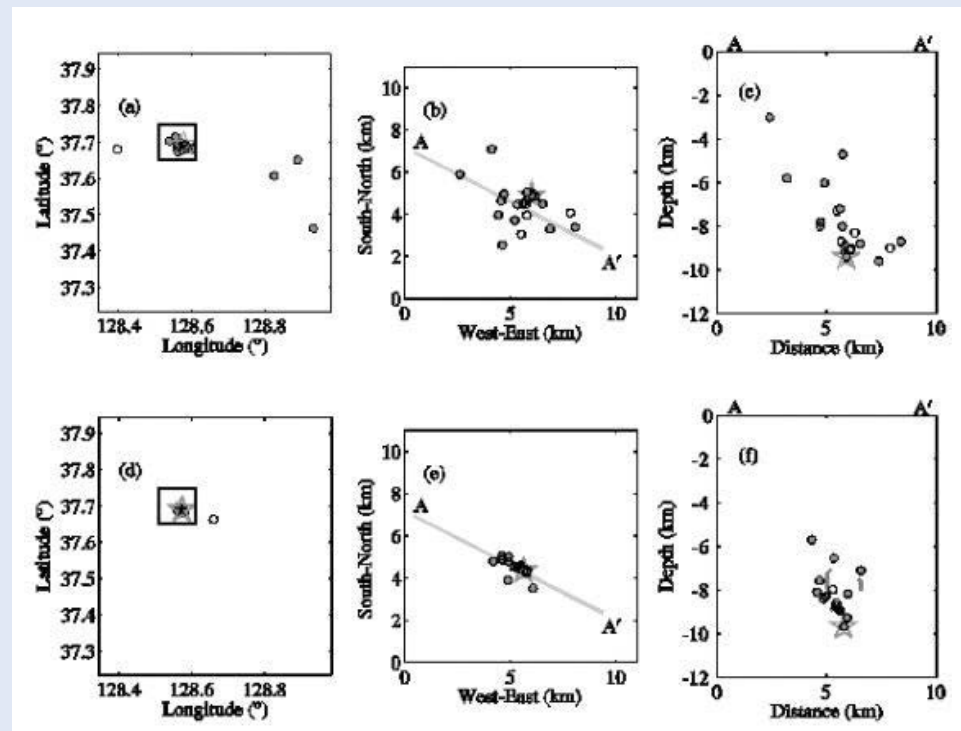 (a)
37.9
37.8
37.7
37.6
37.5
37.4
37.3
128.4 128.6 128.8
Latitude (º)
Longitude (º)
(b)
10
8
6
4
2
0
0 5 10
South-North (km)
West-East (km)
A
A'
A A'
(c)
0
-2
-4
-6
-8
-10
-12
0 5 10
Depth (km)
Distance (km)
(d)
37.9
37.8
37.7
37.6
37.5
37.4
37.3
128.4 128.6 128.8
Latitude (º)
Longitude (º)
(e)
10
8
6
4
2
0
0 5 10
South-North (km)
West-East (km)
A
A'
A A'
(f)
0
-2
-4
-6
-8
-10
-12
0 5 10
Depth (km)
Distance (km)